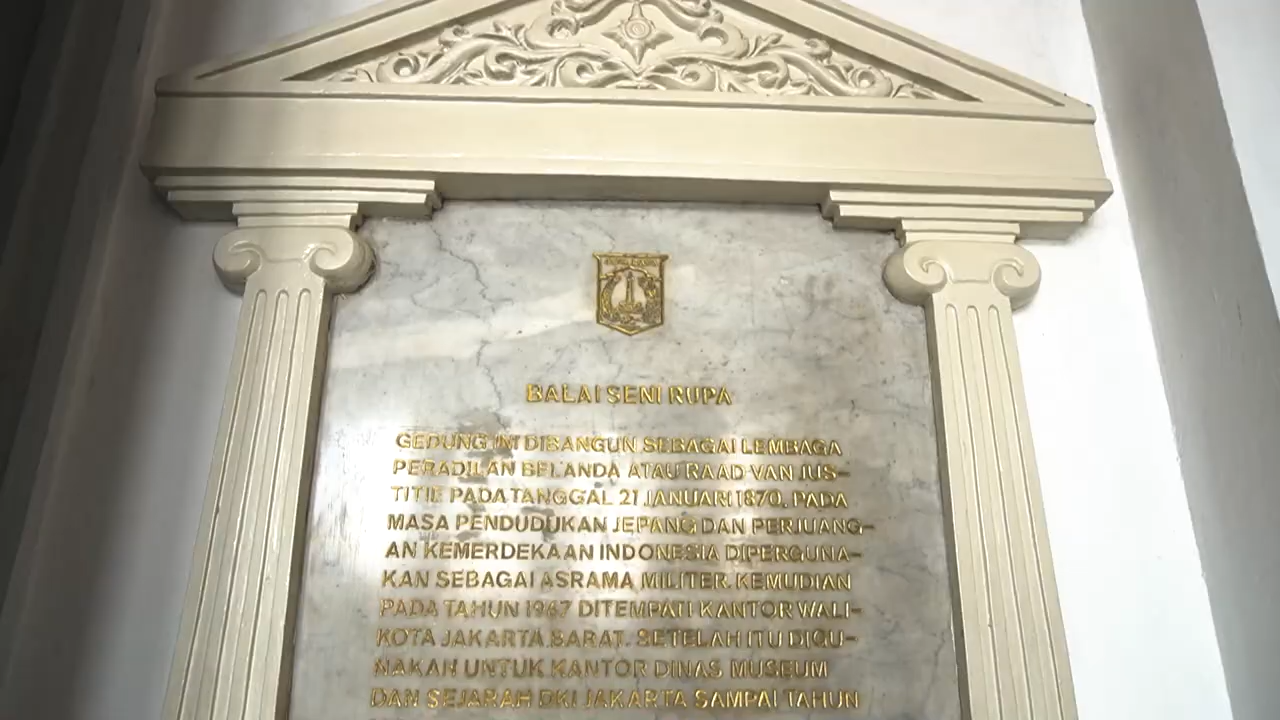 BALAI SENI RUPA
GEDUNG INI DIBANGUN SEBAGAI LEMBAGA
PERADILAN BELANDA ATAU RAAD VAN JUS-
TITIE PADA TANGGAL 21 JANUARI 1870. PADA
MASA PENDUDUKAN JEPANG DAN PERJUANG-
AN KEMERDEKAAN INDONESIA DIPERGUNA-
KAN SEBAGAI ASRAMA MILITER. KEMUDIAN
PADA TAHUN 1967 DITEMPATI KANTOR WALI-
KOTA JAKARTA BARAT. SETELAH ITU DIGU-
NAKAN UNTUK KANTOR DINAS MUSEUM
DAN SEJARAH DKI JAKARTA SAMPAI TAHUN